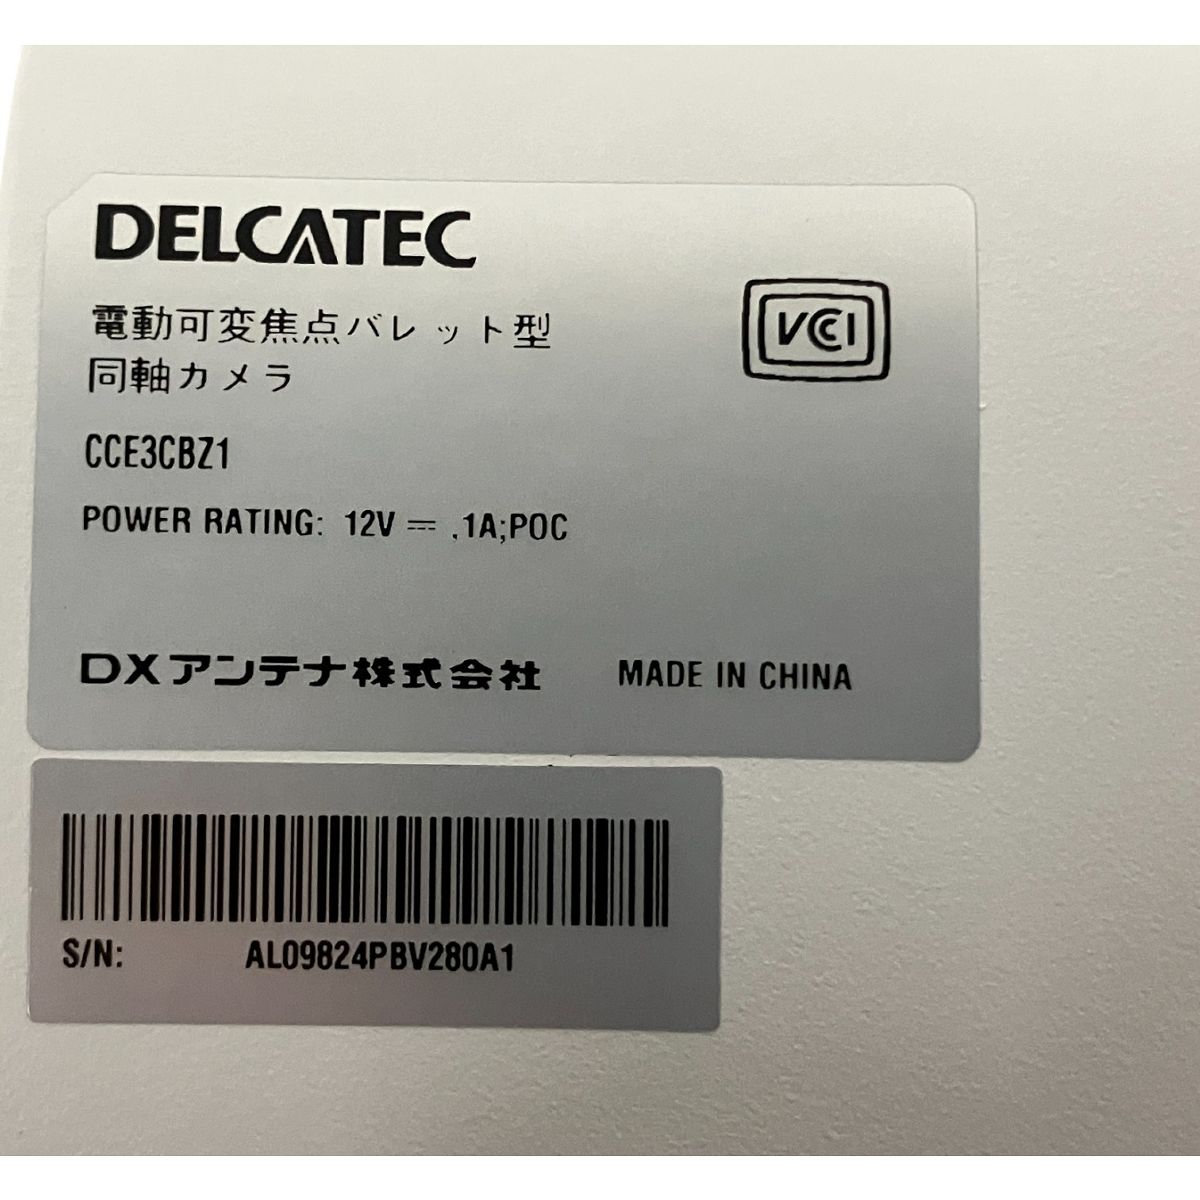 DELCATEC
電動可変焦点バレット型
同軸カメラ
VCCI
CCE3CBZ1
POWER RATING: 12V ⎓ .1A;POC
DXアンテナ株式会社 MADE IN CHINA
S/N: AL09824PBV280A1